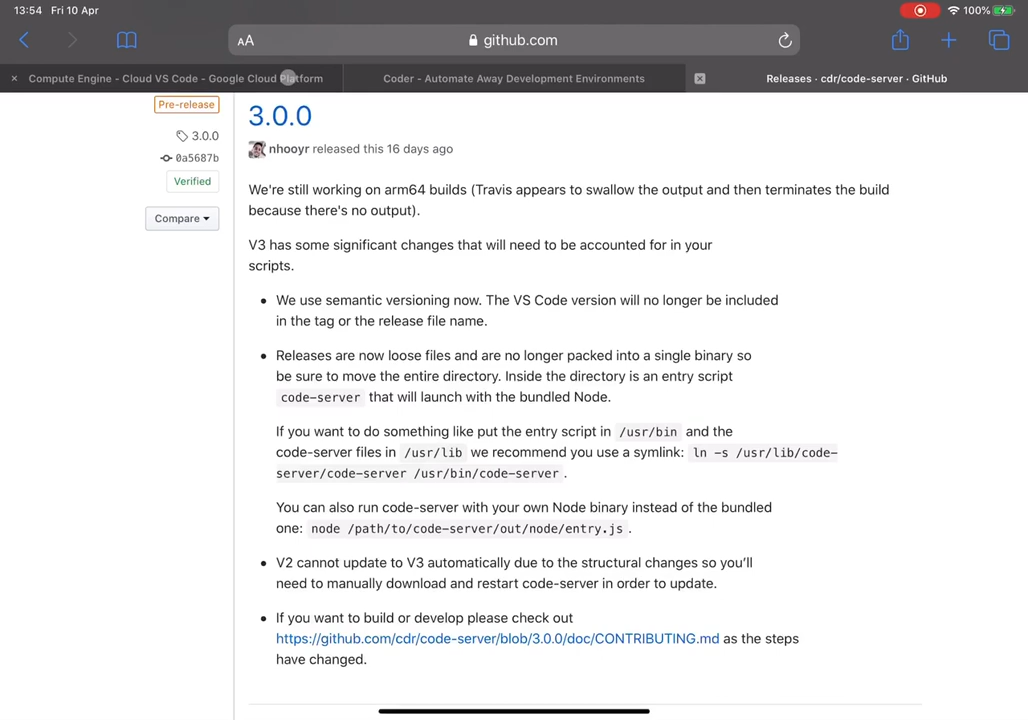 13:54 Fri 10 Apr
100%
AA
github.com
Compute Engine - Cloud VS Code - Google Cloud Platform
Coder - Automate Away Development Environments
Releases · cdr/code-server · GitHub
Pre-release
3.0.0
0a5687b
Verified
Compare
3.0.0
nhooyr released this 16 days ago
We're still working on arm64 builds (Travis appears to swallow the output and then terminates the build
because there's no output).
V3 has some significant changes that will need to be accounted for in your
scripts.
• We use semantic versioning now. The VS Code version will no longer be included
in the tag or the release file name.
• Releases are now loose files and are no longer packed into a single binary so
be sure to move the entire directory. Inside the directory is an entry script
code-server that will launch with the bundled Node.
If you want to do something like put the entry script in /usr/bin and the
code-server files in /usr/lib we recommend you use a symlink: ln -s /usr/lib/code-
server/code-server /usr/bin/code-server .
You can also run code-server with your own Node binary instead of the bundled
one: node /path/to/code-server/out/node/entry.js .
• V2 cannot update to V3 automatically due to the structural changes so you'll
need to manually download and restart code-server in order to update.
• If you want to build or develop please check out
https://github.com/cdr/code-server/blob/3.0.0/doc/CONTRIBUTING.md as the steps
have changed.